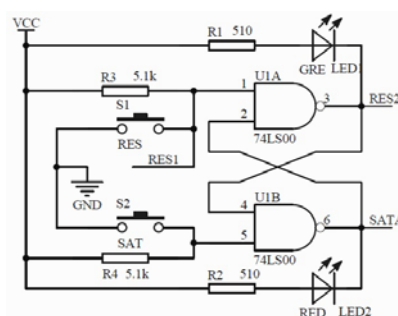 VCC
R1 510
GRE LED1
R3 5.1k
U1A
S1
1
3
RES2
2
RES
74LS00
RES1
GND
S2
U1B
4
6
SATA
SAT
5
R4 5.1k
74LS00
R2 510
RED LED2